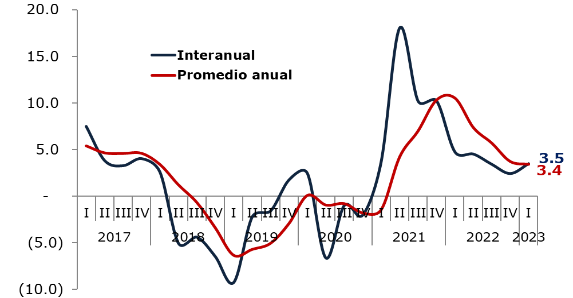 20.0
15.0
10.0
5.0
-
(5.0)
(10.0)
Interanual
Promedio anual
3.5
3.4
I II III IV I II III IV I II III IV I II III IV I II III IV I II III IV I
2017 2018 2019 2020 2021 2022 2023